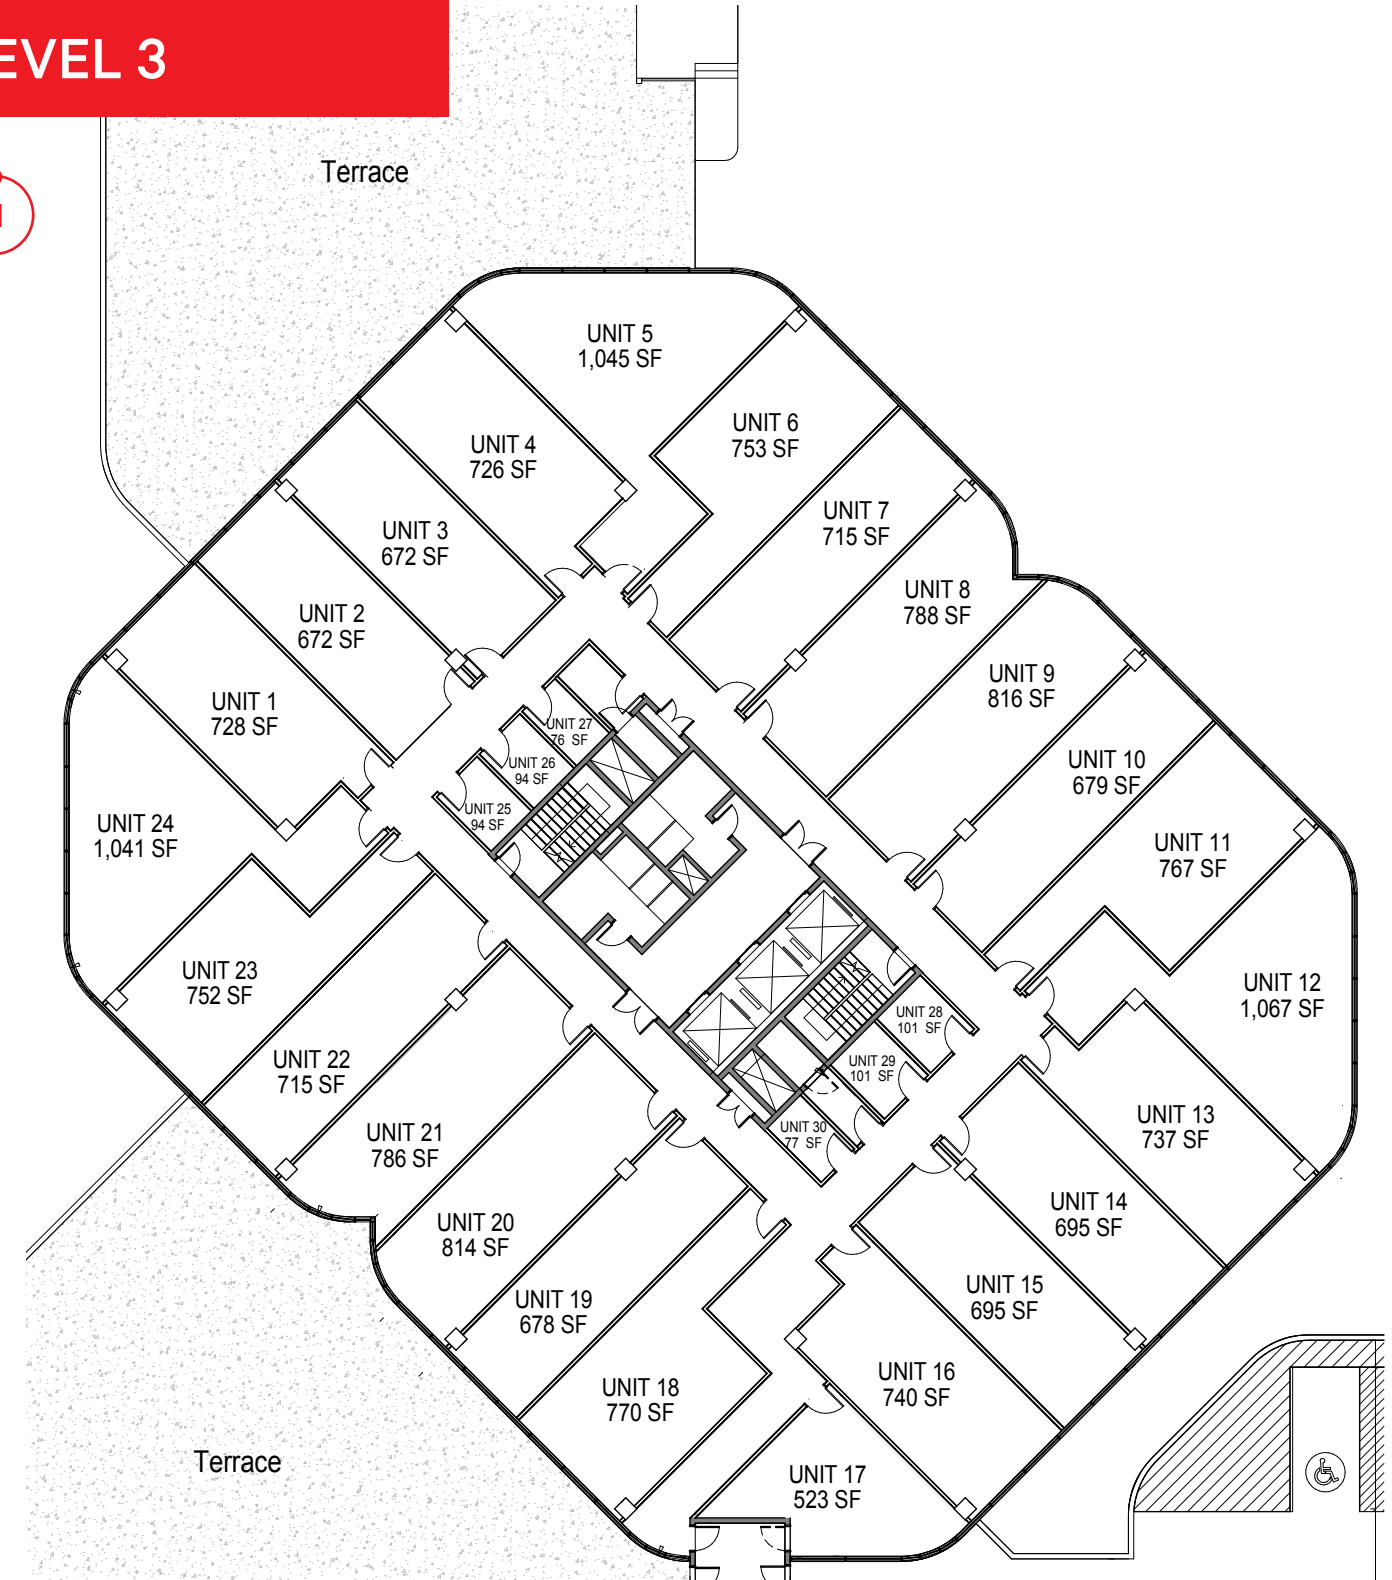 EVEL 3
Terrace
UNIT 5
1,045 SF
UNIT 6
753 SF
UNIT 4
726 SF
UNIT 7
715 SF
UNIT 3
672 SF
UNIT 8
788 SF
UNIT 2
672 SF
UNIT 9
816 SF
UNIT 1
728 SF
UNIT 27
76 SF
UNIT 26
94 SF
UNIT 10
679 SF
UNIT 25
94 SF
UNIT 24
1,041 SF
UNIT 11
767 SF
UNIT 23
752 SF
UNIT 12
1,067 SF
UNIT 28
101 SF
UNIT 22
715 SF
UNIT 29
101 SF
UNIT 21
786 SF
UNIT 30
77 SF
UNIT 13
737 SF
UNIT 20
814 SF
UNIT 14
695 SF
UNIT 19
678 SF
UNIT 15
695 SF
UNIT 18
770 SF
UNIT 16
740 SF
Terrace
UNIT 17
523 SF